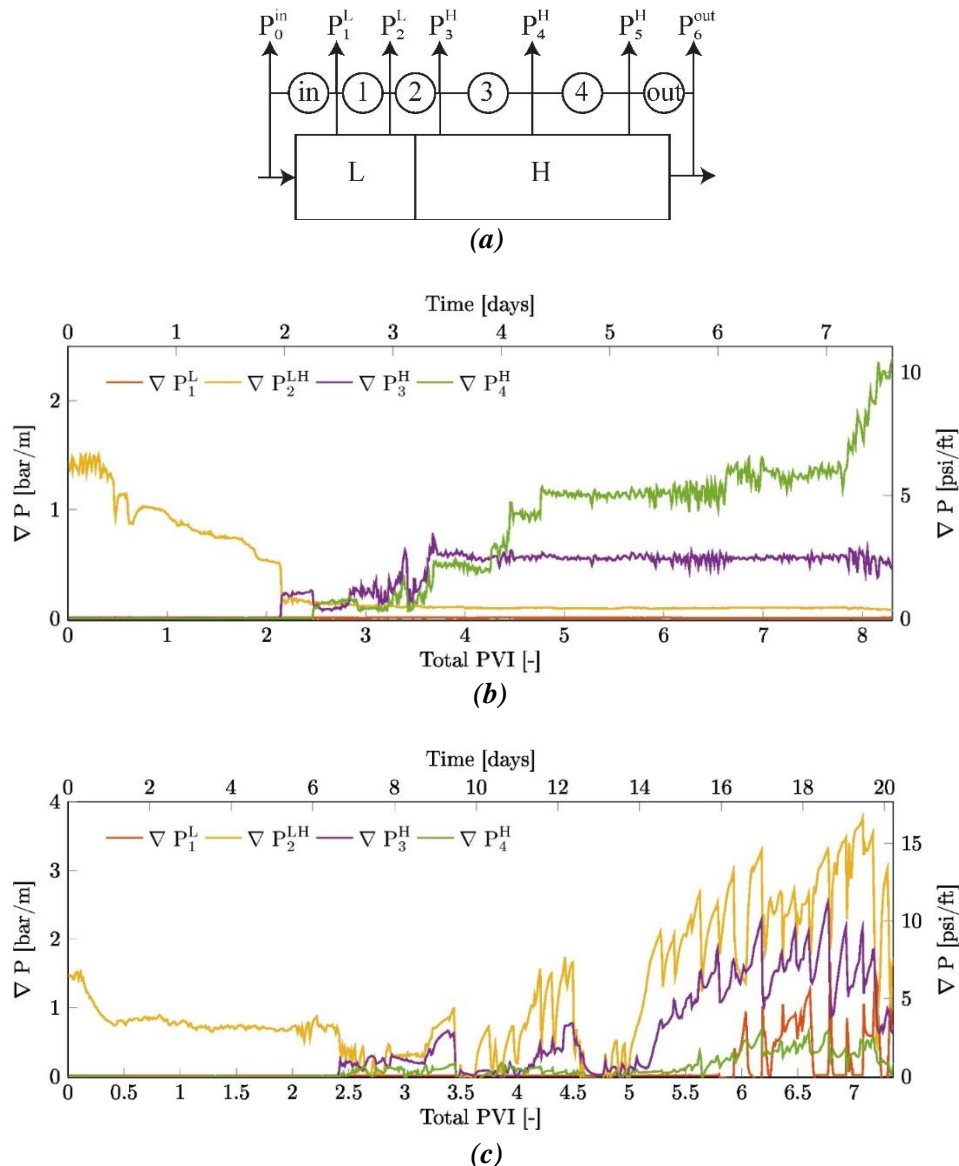 P₀ⁱⁿ P₁ᴸ P₂ᴸ P₃ᴴ P₄ᴴ P₅ᴴ P₆ᵒᵘᵗ
in 1 2 3 4 out
L H
(a)
Time [days]
0 1 2 3 4 5 6 7
∇ P₁ᴸ ∇ P₂ᴸᴴ ∇ P₃ᴴ ∇ P₄ᴴ
∇ P [bar/m]
2
1
0
∇ P [psi/ft]
10
5
0
0 1 2 3 4 5 6 7 8
Total PVI [-]
(b)
Time [days]
0 2 4 6 8 10 12 14 16 18 20
∇ P₁ᴸ ∇ P₂ᴸᴴ ∇ P₃ᴴ ∇ P₄ᴴ
∇ P [bar/m]
4
3
2
1
0
∇ P [psi/ft]
15
10
5
0
0 0.5 1 1.5 2 2.5 3 3.5 4 4.5 5 5.5 6 6.5 7
Total PVI [-]
(c)